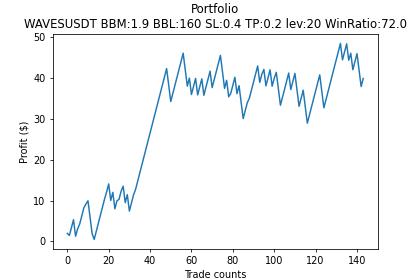 Portfolio
WAVESUSDT BBM:1.9 BBL:160 SL:0.4 TP:0.2 lev:20 WinRatio:72.0
50
40
30
20
10
0
Profit ($)
0 20 40 60 80 100 120 140
Trade counts